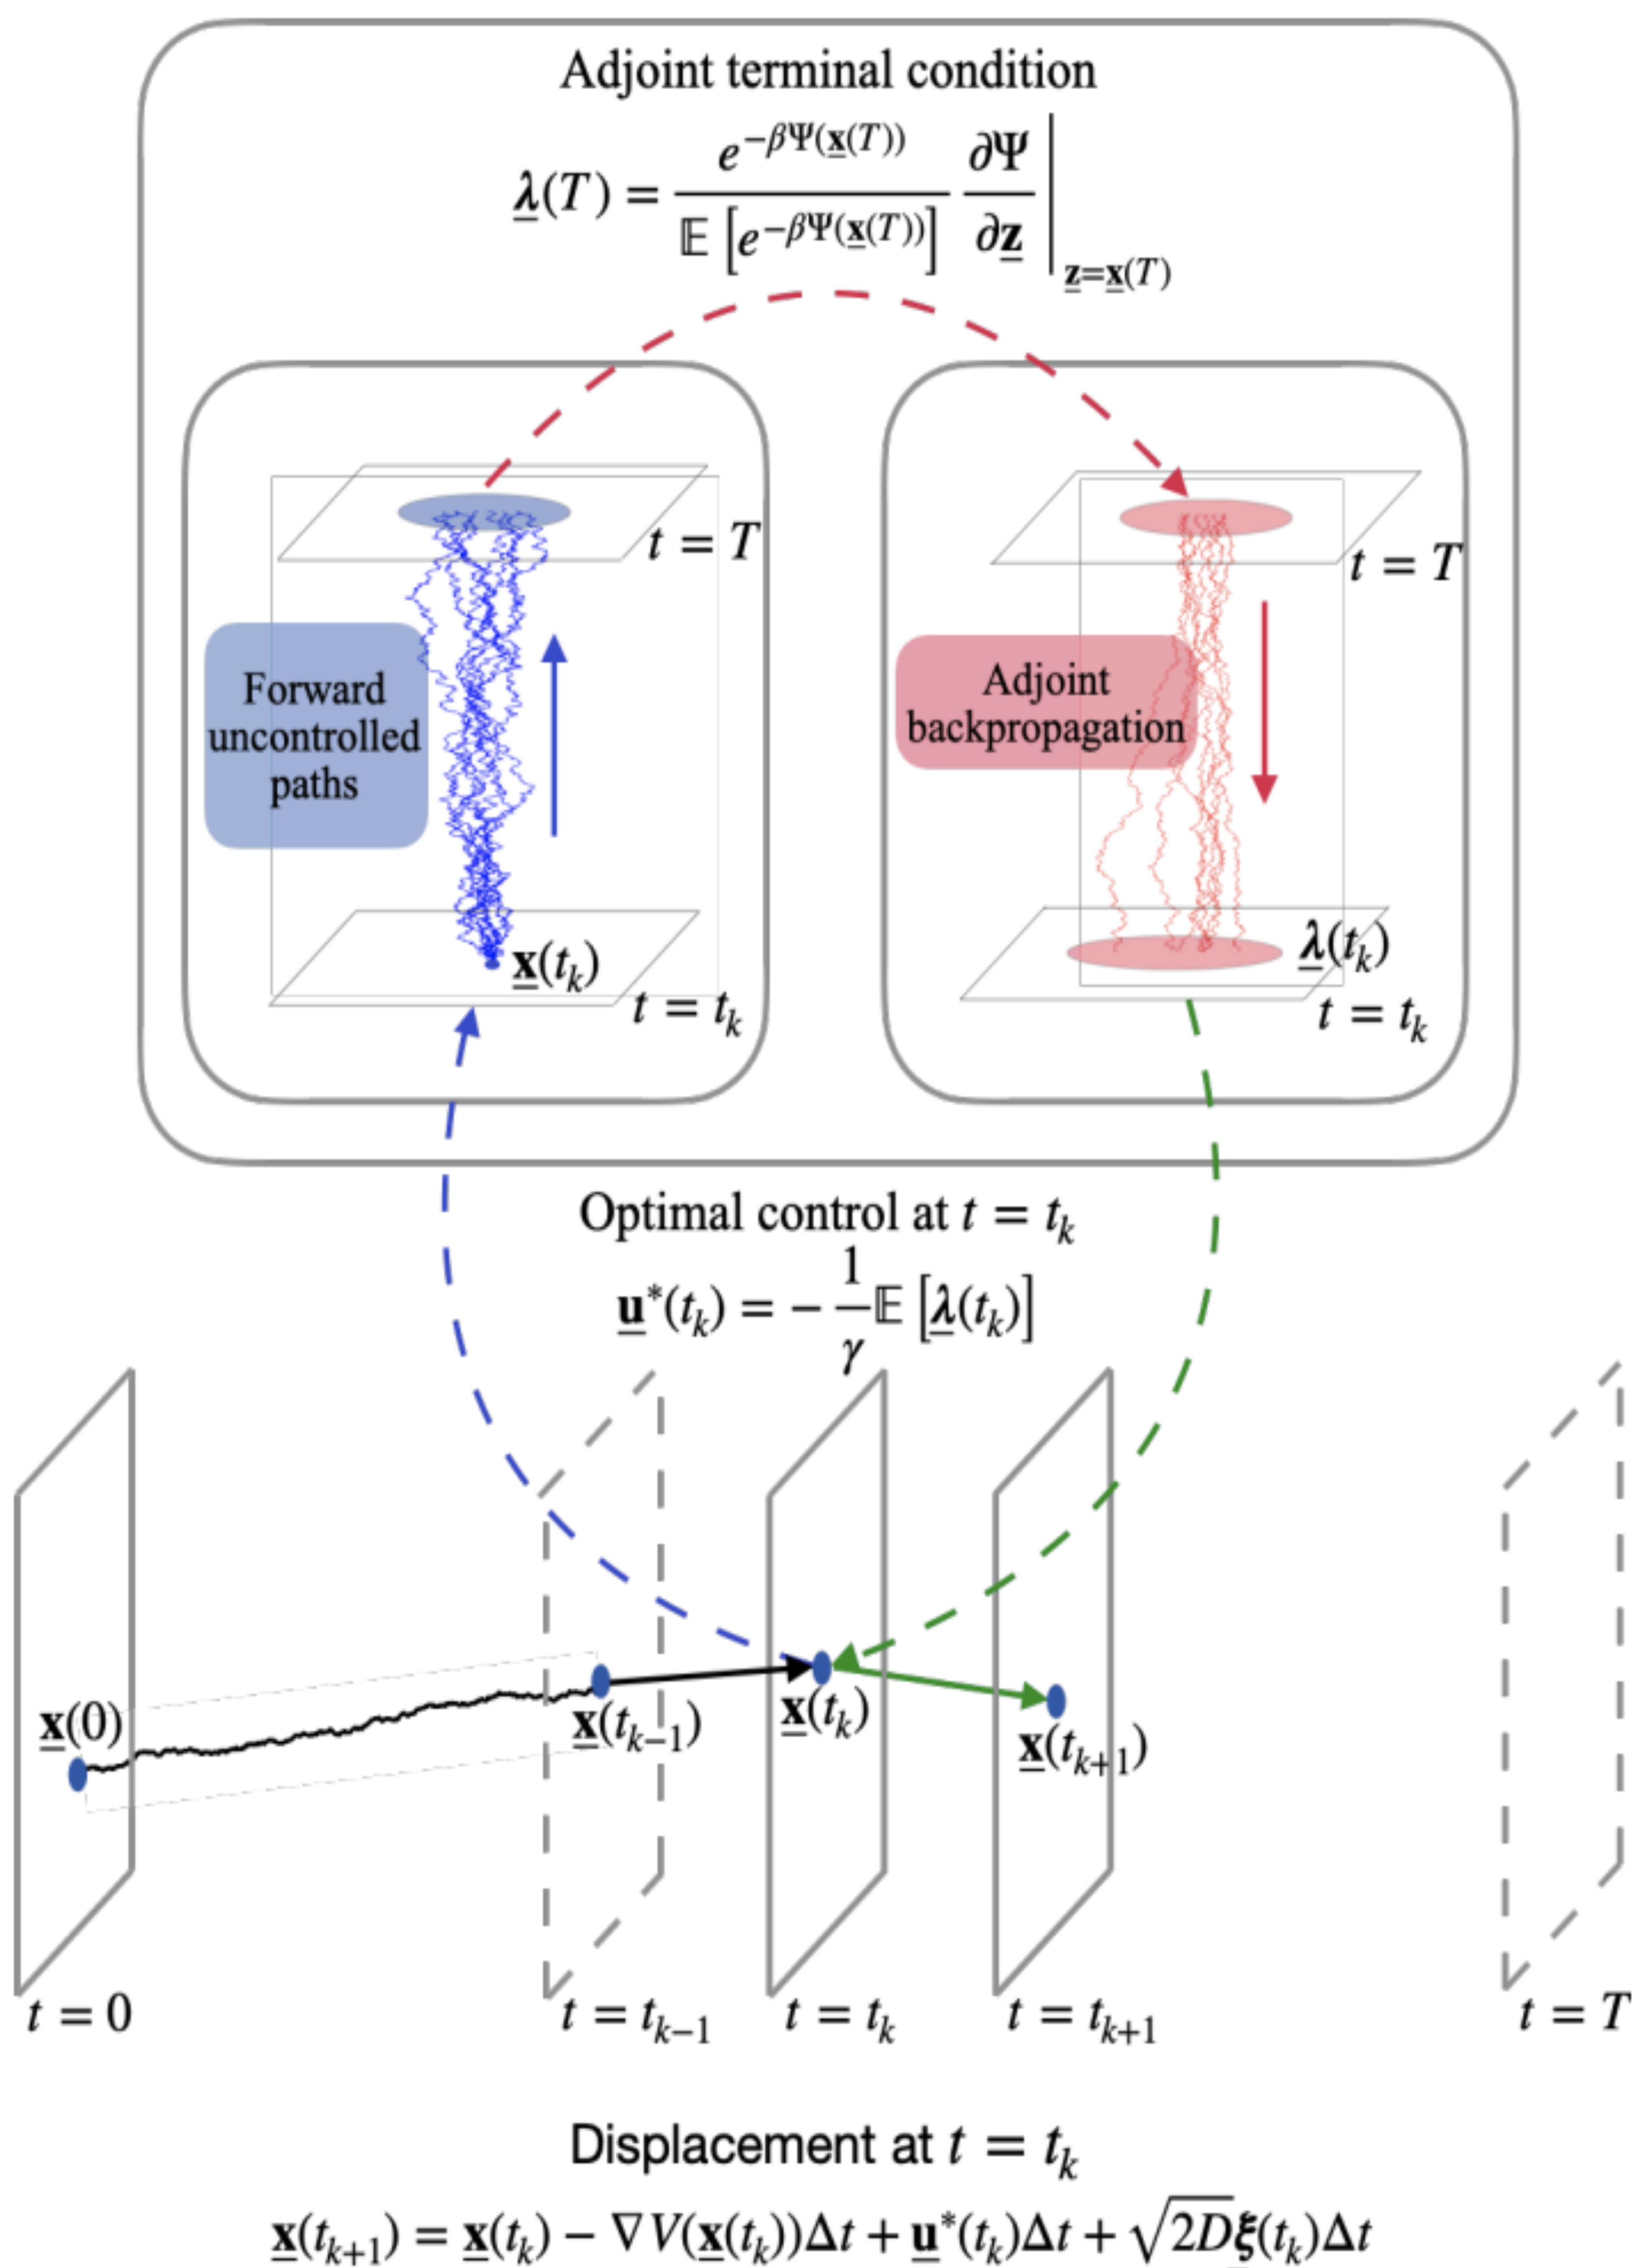 Adjoint terminal condition
λ(T) = e^{−βΨ(x(T))} / 𝔼[e^{−βΨ(x(T))}] ∂Ψ/∂z |_{z=x(T)}
t = T
t = T
Forward
uncontrolled
paths
Adjoint
backpropagation
x(t_k)
λ(t_k)
t = t_k
t = t_k
Optimal control at t = t_k
u*(t_k) = − 1/γ 𝔼[λ(t_k)]
x(0)
x(t_{k−1})
x(t_k)
x(t_{k+1})
t = 0
t = t_{k−1}
t = t_k
t = t_{k+1}
t = T
Displacement at t = t_k
x(t_{k+1}) = x(t_k) − ∇V(x(t_k))Δt + u*(t_k)Δt + √2D ξ(t_k)Δt